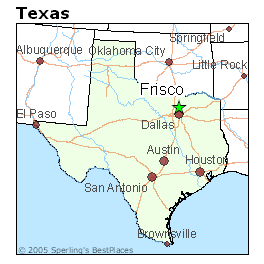 Texas
Springfield
Albuquerque
Oklahoma City
Little Rock
Frisco
El Paso
Dallas
Austin
Houston
San Antonio
Brownsville
© 2005 Sperling's BestPlaces